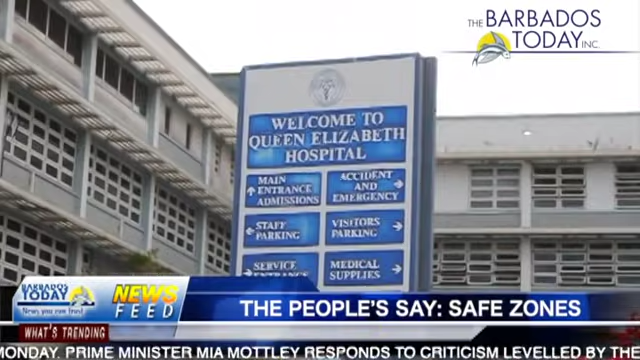 THE BARBADOS
TODAY INC.
WELCOME TO
QUEEN ELIZABETH
HOSPITAL
MAIN
ENTRANCE
ADMISSIONS
ACCIDENT
AND
EMERGENCY
STAFF
PARKING
VISITORS
PARKING
SERVICE
ENTRANCE
MEDICAL
SUPPLIES
BARBADOS
TODAY
News you can trust
NEWS
FEED
THE PEOPLE'S SAY: SAFE ZONES
WHAT'S TRENDING
MONDAY. PRIME MINISTER MIA MOTTLEY RESPONDS TO CRITICISM LEVELLED BY THE